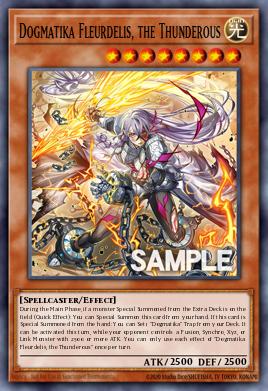 DOGMATIKA FLEURDELIS, THE THUNDEROUS
光
SAMPLE
[SPELLCASTER/EFFECT]
During the Main Phase, if a monster Special Summoned from the Extra Deck is on the
field (Quick Effect): You can Special Summon this card from your hand. If this card is
Special Summoned from the hand: You can Set 1 "Dogmatika" Trap from your Deck. It
can be activated this turn, while your opponent controls a Fusion, Synchro, Xyz, or
Link Monster with 2500 or more ATK. You can only use each effect of "Dogmatika
Fleurdelis, the Thunderous" once per turn.
ATK/2500 DEF/2500
©2020 Studio Dice/SHUEISHA, TV TOKYO, KONAMI